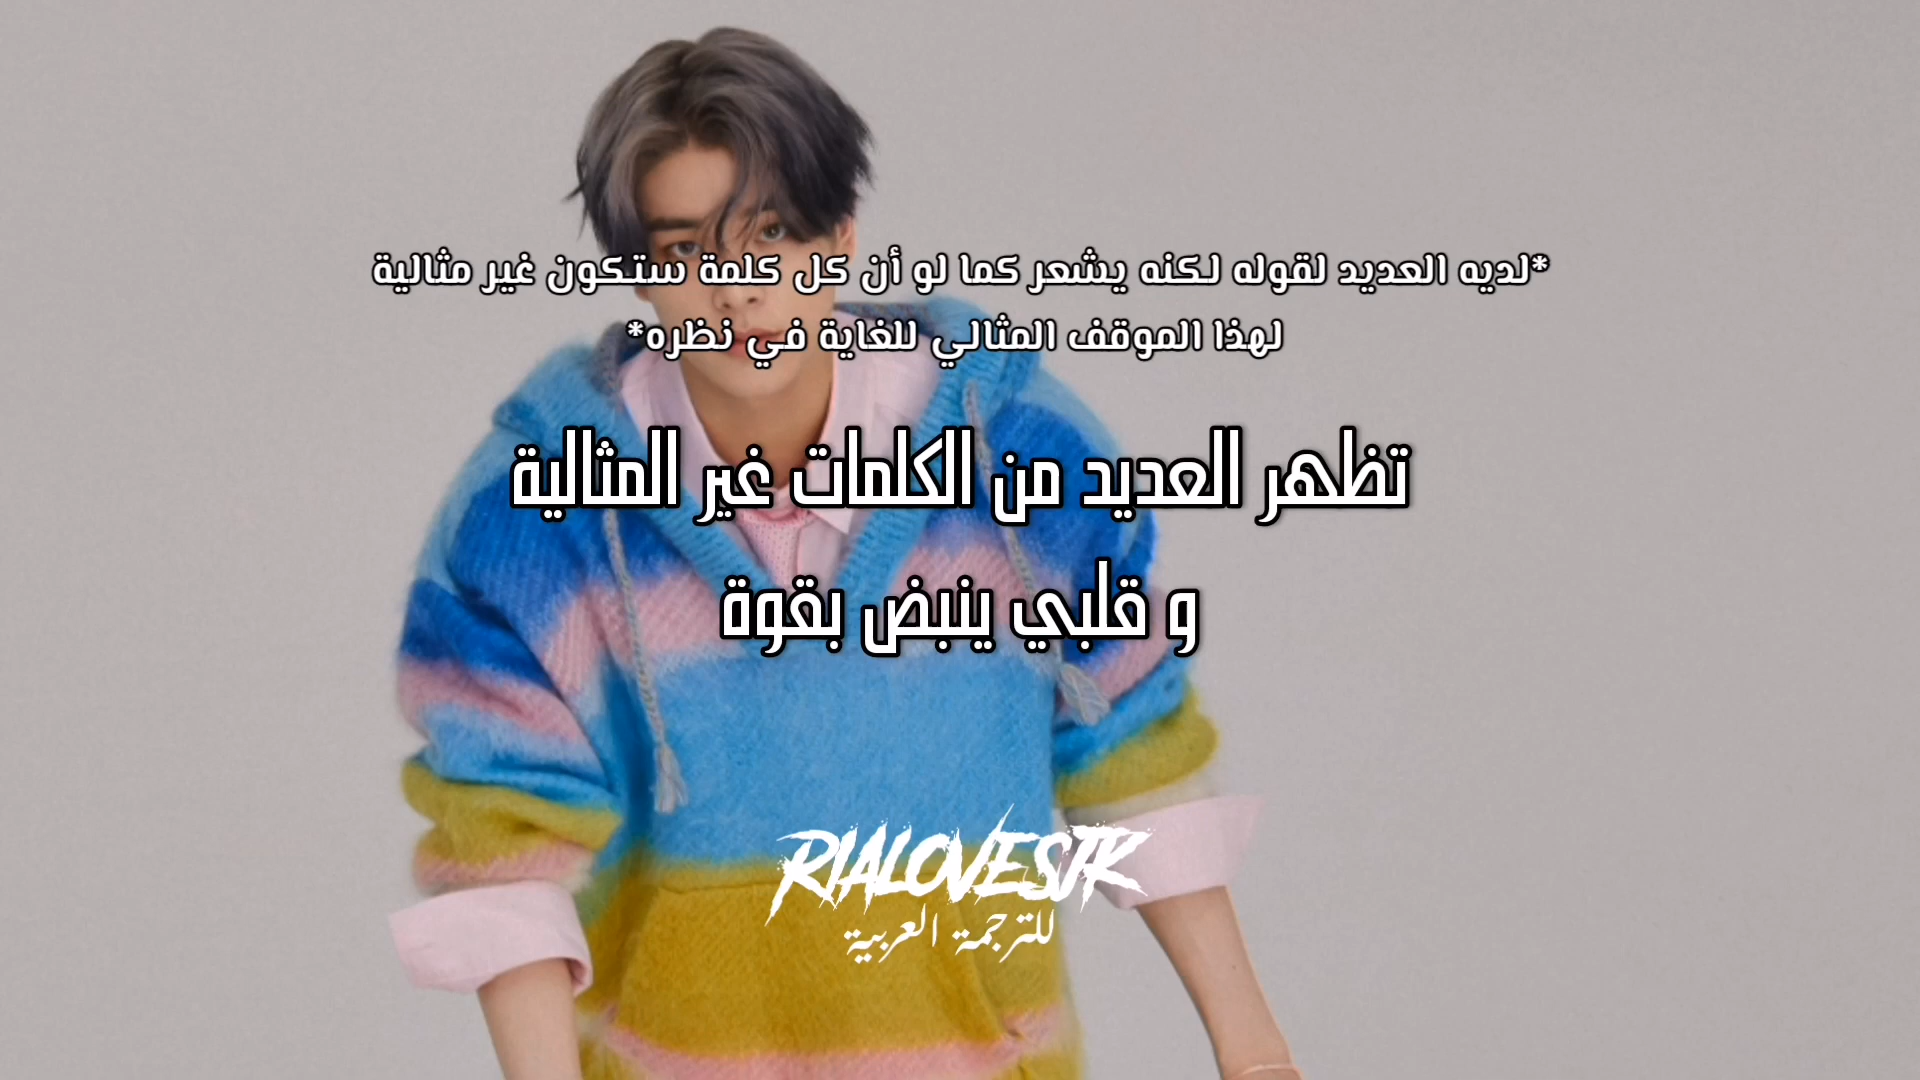 *لديه العديد لقوله لكنه يشعر كما لو أن كل كلمة ستكون غير مثالية
لهذا الموقف المثالي للغاية في نظره*
تظهر العديد من الكلمات غير المثالية
و قلبي ينبض بقوة
RIALOVESJK
للترجمة العربية